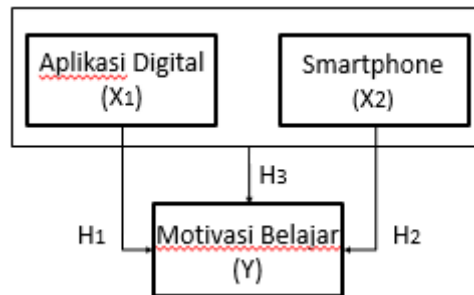 Aplikasi Digital
(X1)
Smartphone
(X2)
H3
H1
Motivasi Belajar
(Y)
H2